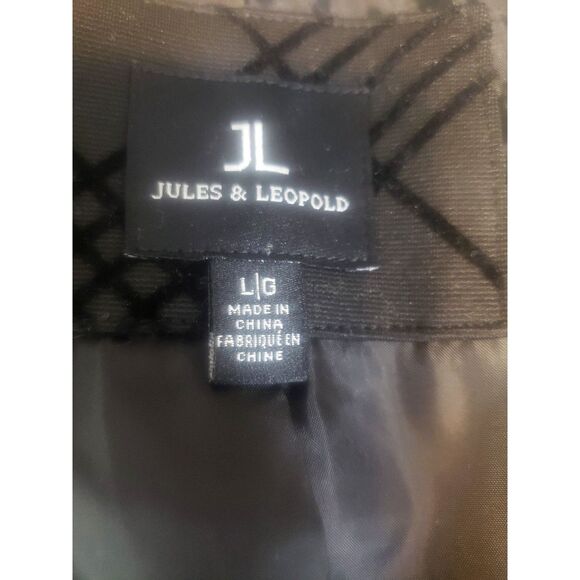 JL
JULES & LEOPOLD
L|G
MADE IN
CHINA
FABRIQUÉ EN
CHINE